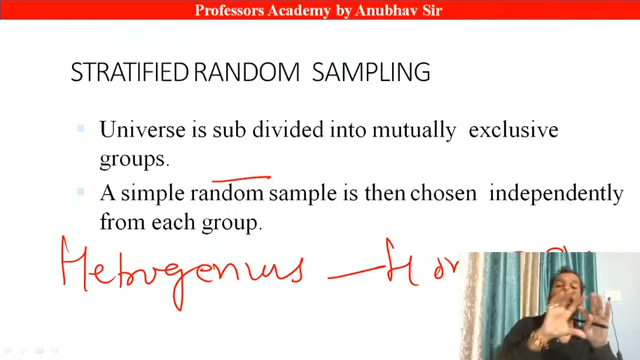 Professors Academy by Anubhav Sir
STRATIFIED RANDOM SAMPLING
Universe is sub divided into mutually exclusive
groups.
A simple random sample is then chosen independently
from each group.
Hetrogenius —